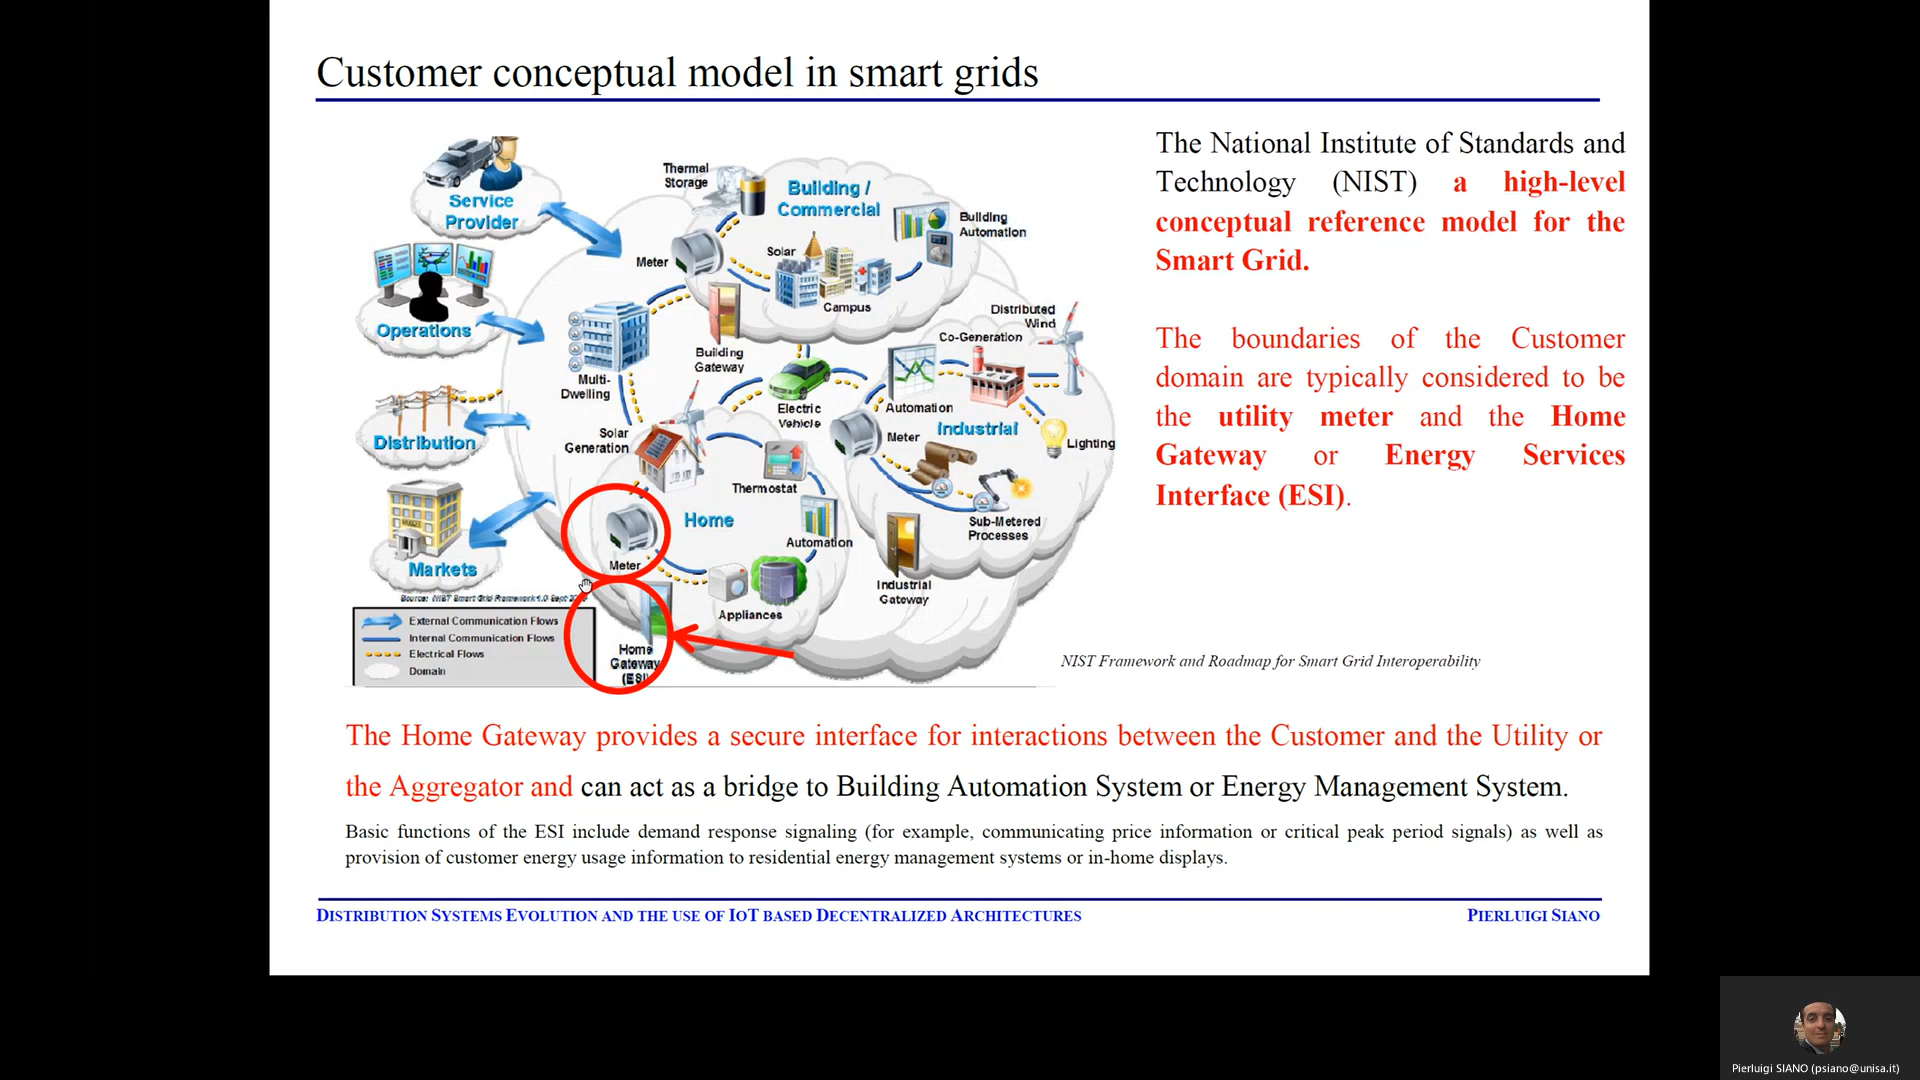 Customer conceptual model in smart grids
Service
Provider
Operations
Distribution
Markets
Thermal
Storage
Building /
Commercial
Building
Automation
Meter
Solar
Campus
Building
Gateway
Multi-
Dwelling
Electric
Vehicle
Distributed
Wind
Co-Generation
Automation
Meter
Industrial
Lighting
Sub-Metered
Processes
Industrial
Gateway
Solar
Generation
Thermostat
Home
Automation
Meter
Appliances
Home
Gateway
(ESI)
Source: NIST Smart Grid Framework 1.0 Sept
External Communication Flows
Internal Communication Flows
Electrical Flows
Domain
The National Institute of Standards and
Technology (NIST) a high-level
conceptual reference model for the
Smart Grid.
The boundaries of the Customer
domain are typically considered to be
the utility meter and the Home
Gateway or Energy Services
Interface (ESI).
NIST Framework and Roadmap for Smart Grid Interoperability
The Home Gateway provides a secure interface for interactions between the Customer and the Utility or
the Aggregator and can act as a bridge to Building Automation System or Energy Management System.
Basic functions of the ESI include demand response signaling (for example, communicating price information or critical peak period signals) as well as
provision of customer energy usage information to residential energy management systems or in-home displays.
DISTRIBUTION SYSTEMS EVOLUTION AND THE USE OF IOT BASED DECENTRALIZED ARCHITECTURES
PIERLUIGI SIANO
Pierluigi SIANO (psiano@unisa.it)